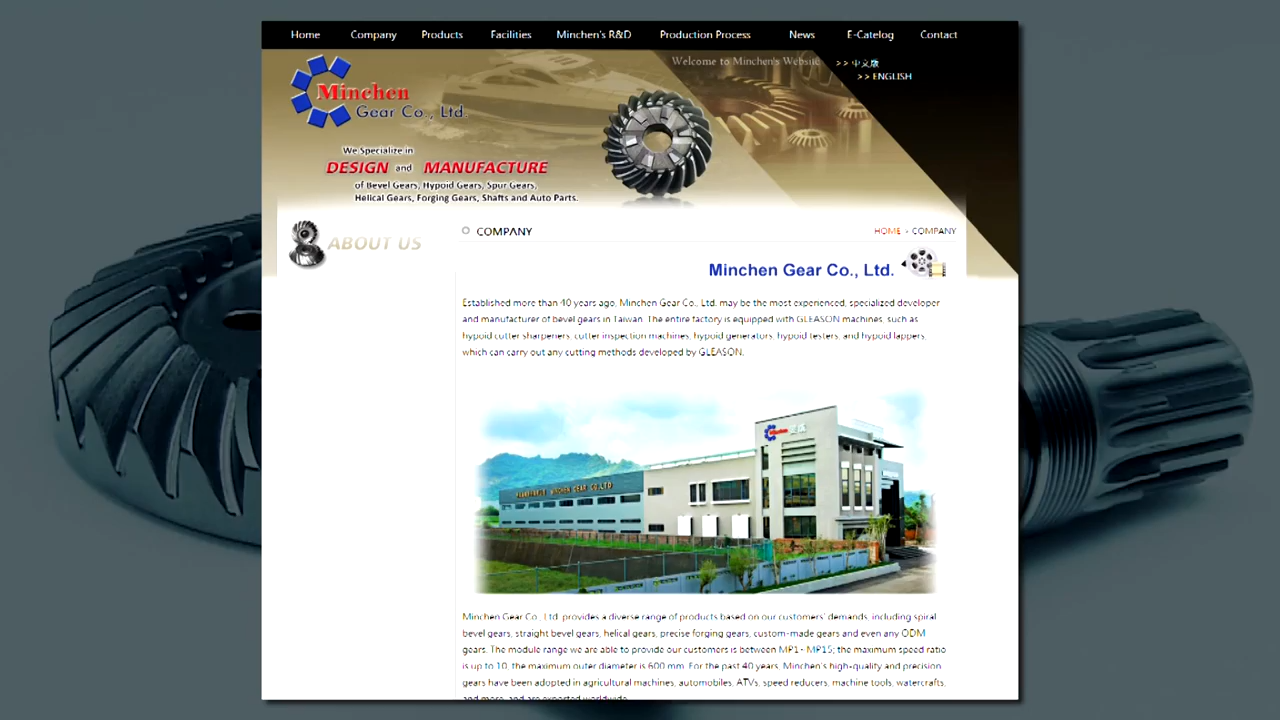 Home Company Products Facilities Minchen's R&D Production Process News E-Catelog Contact
Welcome to Minchen's Website
>> 中文版
>> ENGLISH
Minchen
Gear Co., Ltd.
We Specialize in
DESIGN and MANUFACTURE
of Bevel Gears, Hypoid Gears, Spur Gears,
Helical Gears, Forging Gears, Shafts and Auto Parts.
ABOUT US
COMPANY
HOME > COMPANY
Minchen Gear Co., Ltd.
Established more than 40 years ago, Minchen Gear Co., Ltd. may be the most experienced, specialized developer
and manufacturer of bevel gears in Taiwan. The entire factory is equipped with GLEASON machines, such as
hypoid cutter sharpeners, cutter inspection machines, hypoid generators, hypoid testers, and hypoid lappers,
which can carry out any cutting methods developed by GLEASON.
Minchen
MINCHEN GEAR CO.,LTD.
Minchen Gear Co., Ltd. provides a diverse range of products based on our customers' demands, including spiral
bevel gears, straight bevel gears, helical gears, precise forging gears, custom-made gears and even any ODM
gears. The module range we are able to provide our customers is between MP1~MP15; the maximum speed ratio
is up to 10, the maximum outer diameter is 600 mm. For the past 40 years, Minchen's high-quality and precision
gears have been adopted in agricultural machines, automobiles, ATVs, speed reducers, machine tools, watercrafts,
and more, and are exported worldwide.